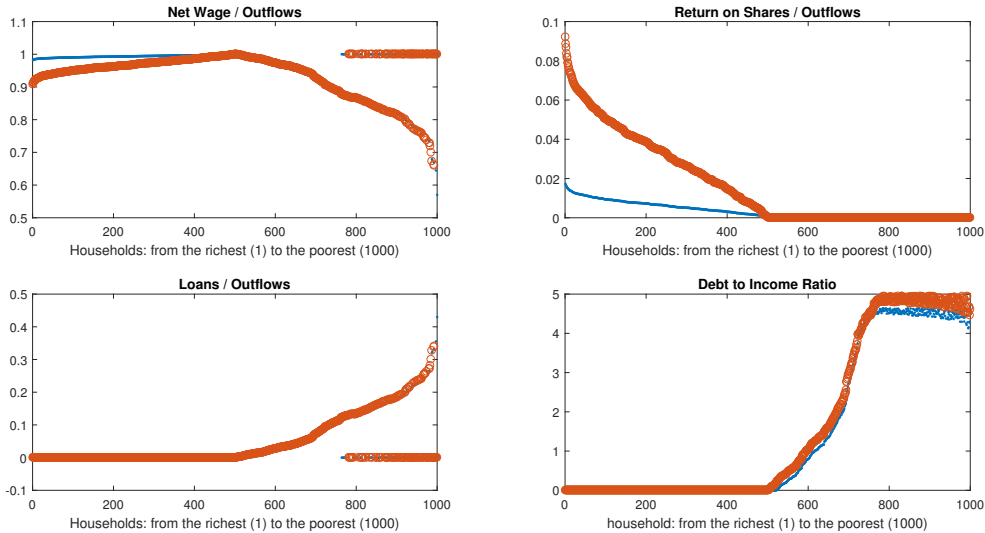 Net Wage / Outflows
1.1
1
0.9
0.8
0.7
0.6
0.5
0 200 400 600 800 1000
Households: from the richest (1) to the poorest (1000)
Return on Shares / Outflows
0.1
0.08
0.06
0.04
0.02
0
0 200 400 600 800 1000
Households: from the richest (1) to the poorest (1000)
Loans / Outflows
0.5
0.4
0.3
0.2
0.1
0
-0.1
0 200 400 600 800 1000
Households: from the richest (1) to the poorest (1000)
Debt to Income Ratio
5
4
3
2
1
0
0 200 400 600 800 1000
household: from the richest (1) to the poorest (1000)